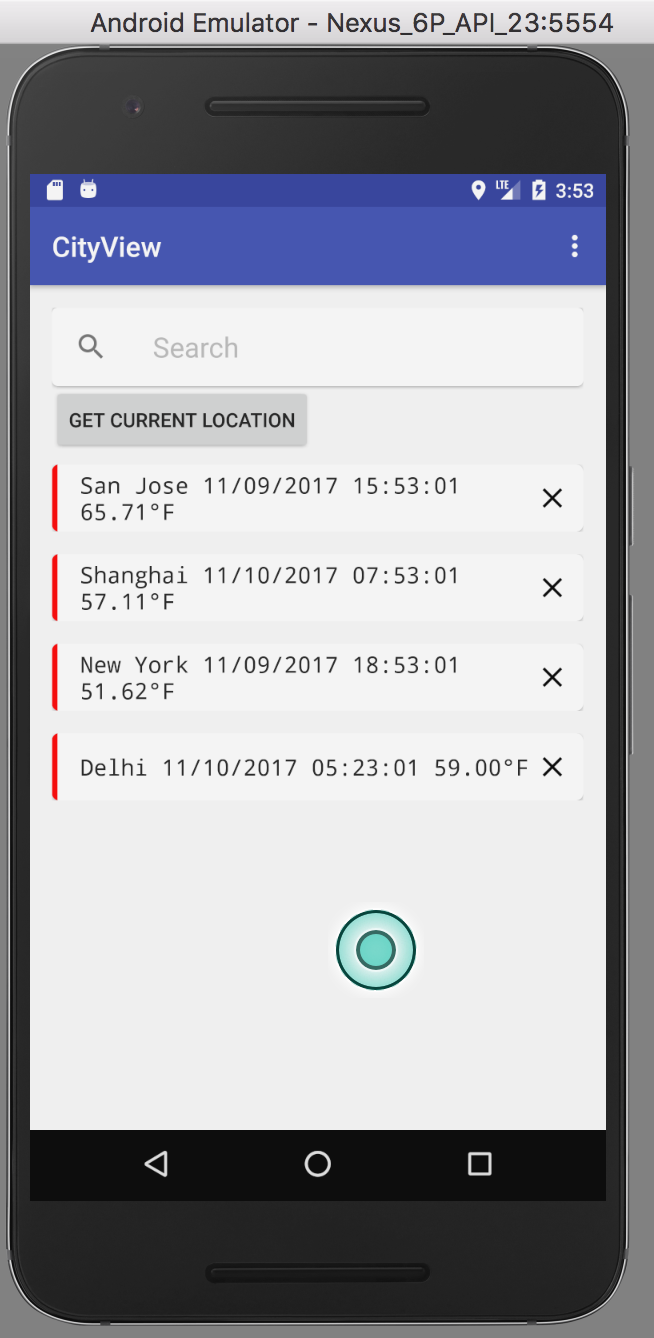 Android Emulator - Nexus_6P_API_23:5554
LTE 3:53
CityView
Search
GET CURRENT LOCATION
San Jose 11/09/2017 15:53:01
65.71°F
Shanghai 11/10/2017 07:53:01
57.11°F
New York 11/09/2017 18:53:01
51.62°F
Delhi 11/10/2017 05:23:01 59.00°F